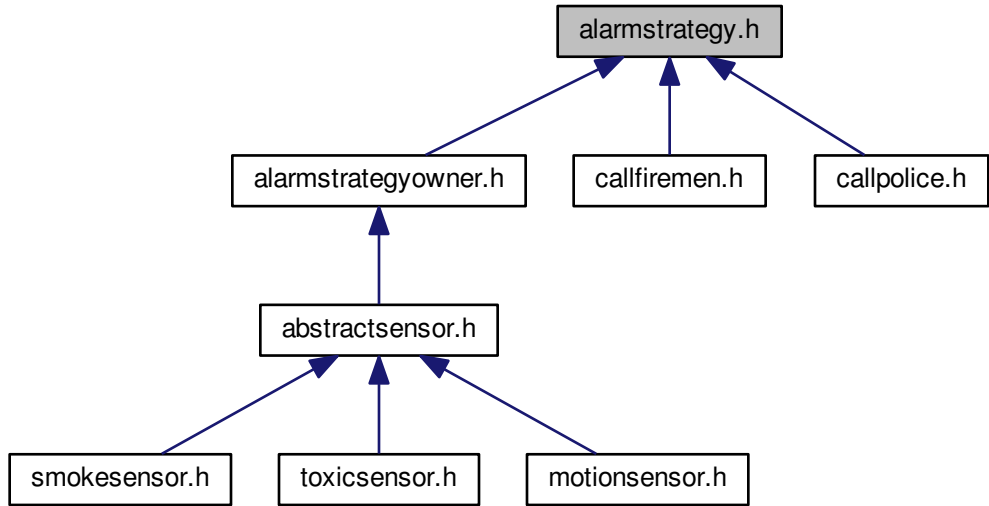 alarmstrategy.h
alarmstrategyowner.h
callfiremen.h
callpolice.h
abstractsensor.h
smokesensor.h
toxicsensor.h
motionsensor.h